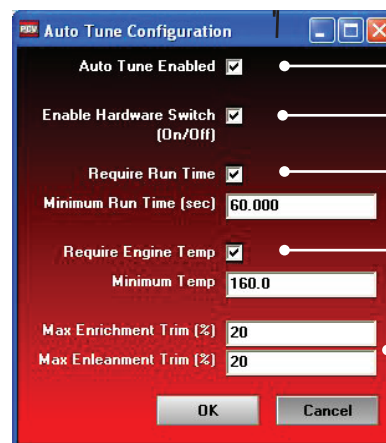 PCV Auto Tune Configuration
Auto Tune Enabled
Enable Hardware Switch
(On/Off)
Require Run Time
Minimum Run Time (sec) 60.000
Require Engine Temp
Minimum Temp 160.0
Max Enrichment Trim (%) 20
Max Enleanment Trim (%) 20
OK Cancel